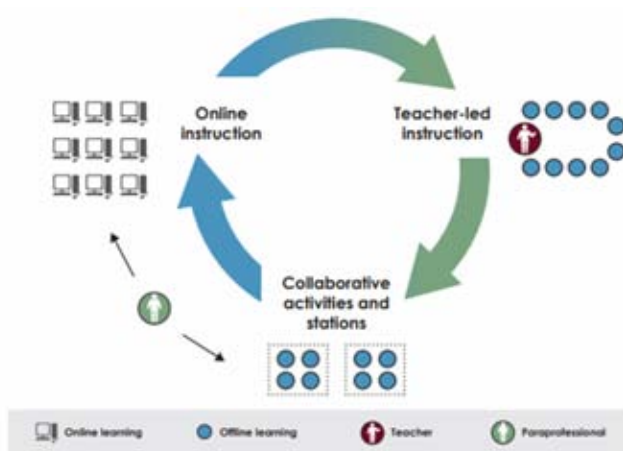 Online
instruction
Teacher-led
instruction
Collaborative
activities and
stations
Online learning
Offline learning
Teacher
Paraprofessional